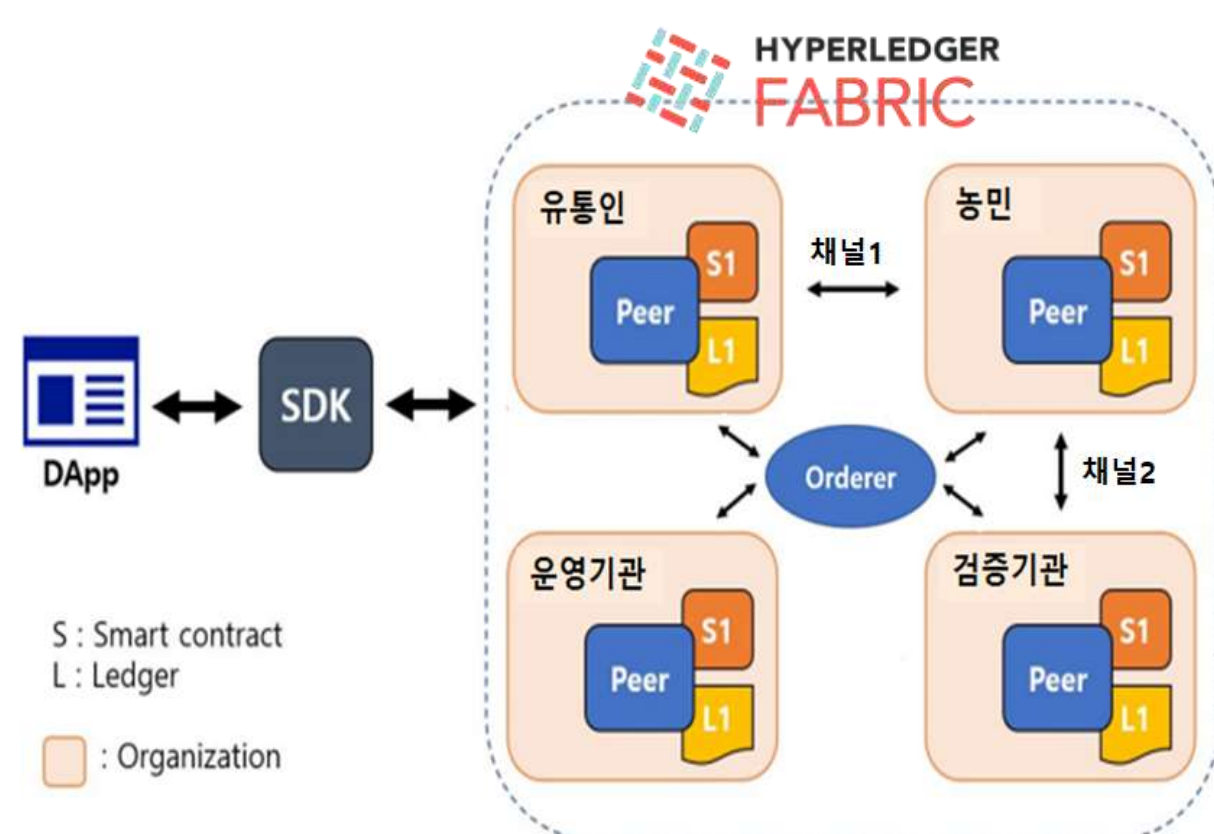 HYPERLEDGER
FABRIC
유통인
농민
S1
Peer
L1
채널1
S1
Peer
L1
DApp
SDK
Orderer
채널2
운영기관
검증기관
S1
Peer
L1
S1
Peer
L1
S : Smart contract
L : Ledger
: Organization